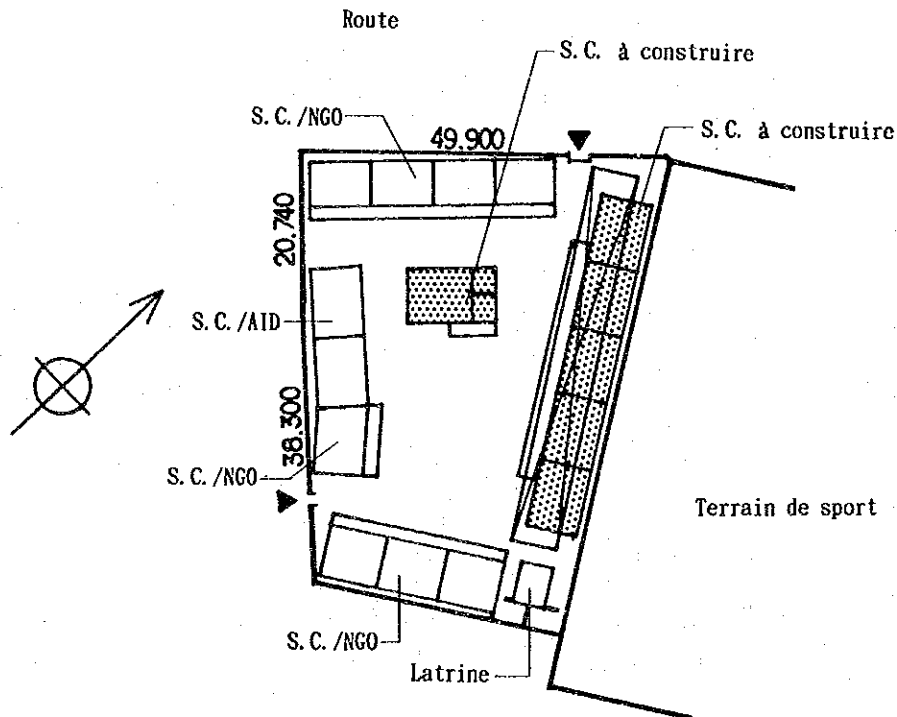 Route
S.C. à construire
S.C./NGO
49.900
S.C. à construire
20.740
S.C./AID
38.300
S.C./NGO
Terrain de sport
S.C./NGO
Latrine